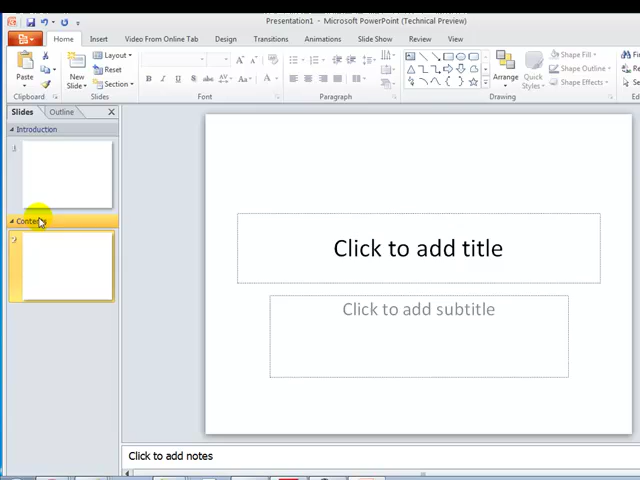 Presentation1 - Microsoft PowerPoint (Technical Preview)
Home Insert Video From Online Tab Design Transitions Animations Slide Show Review View
Paste
New Slide
Layout
Reset
Section
Arrange
Quick Styles
Shape Fill
Shape Outline
Shape Effects
Clipboard Slides Font Paragraph Drawing
Slides Outline
Introduction
1
2
Click to add title
Click to add subtitle
Click to add notes